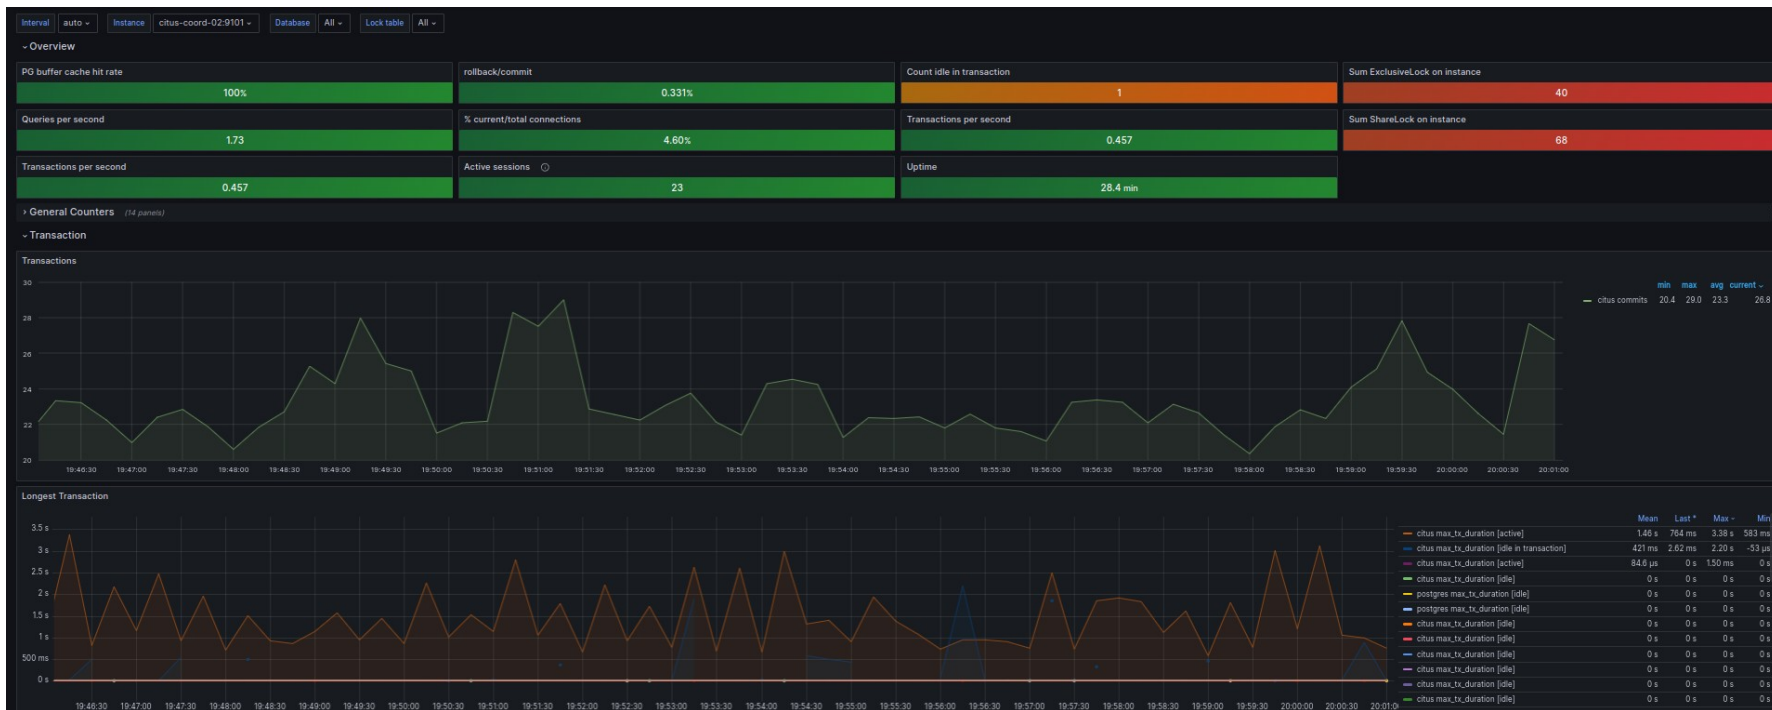 Interval auto Instance citus-coord-02:9101 Database All Lock table All
Overview
PG buffer cache hit rate rollback/commit Count idle in transaction Sum ExclusiveLock on instance
100% 0.331% 1 40
Queries per second % current/total connections Transactions per second Sum ShareLock on instance
1.73 4.60% 0.457 68
Transactions per second Active sessions Uptime
0.457 23 28.4 min
General Counters (14 panels)
Transaction
Transactions
30
28
26
24
22
20
19:46:30 19:47:00 19:47:30 19:48:00 19:48:30 19:49:00 19:49:30 19:50:00 19:50:30 19:51:00 19:51:30 19:52:00 19:52:30 19:53:00 19:53:30 19:54:00 19:54:30 19:55:00 19:55:30 19:56:00 19:56:30 19:57:00 19:57:30 19:58:00 19:58:30 19:59:00 19:59:30 20:00:00 20:00:30 20:01:00
min max avg current
citus commits 20.4 29.0 23.3 26.8
Longest Transaction
3.5 s
3 s
2.5 s
2 s
1.5 s
1 s
500 ms
0 s
19:46:30 19:47:00 19:47:30 19:48:00 19:48:30 19:49:00 19:49:30 19:50:00 19:50:30 19:51:00 19:51:30 19:52:00 19:52:30 19:53:00 19:53:30 19:54:00 19:54:30 19:55:00 19:55:30 19:56:00 19:56:30 19:57:00 19:57:30 19:58:00 19:58:30 19:59:00 19:59:30 20:00:00 20:00:30 20:01:0
Mean Last * Max Min
citus max_tx_duration [active] 1.46 s 764 ms 3.38 s 583 ms
citus max_tx_duration [idle in transaction] 421 ms 2.62 ms 2.20 s -53 µs
citus max_tx_duration [active] 84.6 µs 0 s 1.50 ms 0 s
citus max_tx_duration [idle] 0 s 0 s 0 s 0 s
postgres max_tx_duration [idle] 0 s 0 s 0 s 0 s
postgres max_tx_duration [idle] 0 s 0 s 0 s 0 s
citus max_tx_duration [idle] 0 s 0 s 0 s 0 s
citus max_tx_duration [idle] 0 s 0 s 0 s 0 s
citus max_tx_duration [idle] 0 s 0 s 0 s 0 s
citus max_tx_duration [idle] 0 s 0 s 0 s 0 s
citus max_tx_duration [idle] 0 s 0 s 0 s 0 s
citus max_tx_duration [idle] 0 s 0 s 0 s 0 s